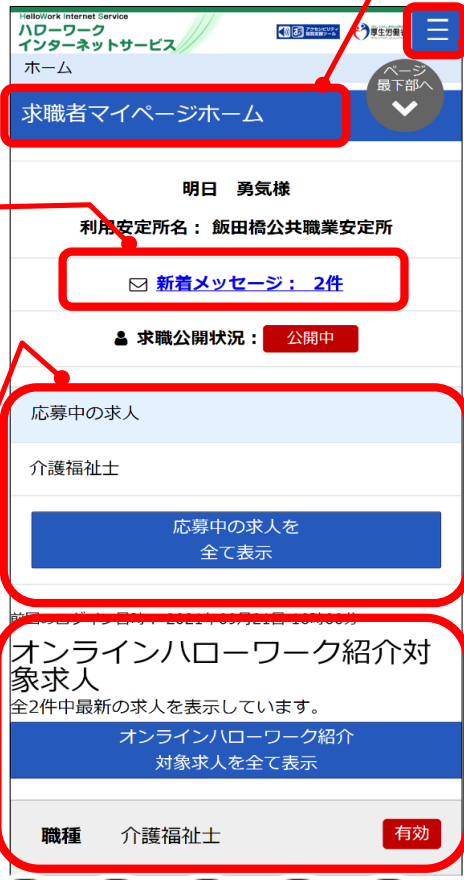 HelloWork Internet Service
ハローワーク
インターネットサービス
厚生労働
ホーム
ページ
最下部へ
求職者マイページホーム
明日 勇気様
利用安定所名： 飯田橋公共職業安定所
新着メッセージ： 2件
求職公開状況： 公開中
応募中の求人
介護福祉士
応募中の求人を
全て表示
オンラインハローワーク紹介対
象求人
全2件中最新の求人を表示しています。
オンラインハローワーク紹介
対象求人を全て表示
職種 介護福祉士 有効